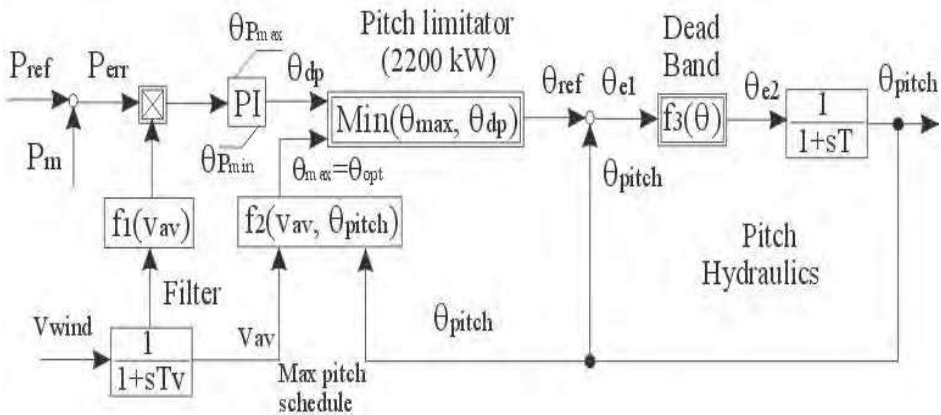 Pitch limitator
(2200 kW)
Dead
Band
θPmax
Pref
Perr
θdp
PI
Min(θmax, θdp)
θref
θe1
f3(θ)
θe2
1
1+sT
θpitch
Pm
θPmin
θmax=θopt
θpitch
f1(Vav)
f2(Vav, θpitch)
Pitch
Hydraulics
Filter
Vwind
1
1+sTv
Vav
θpitch
Max pitch
schedule